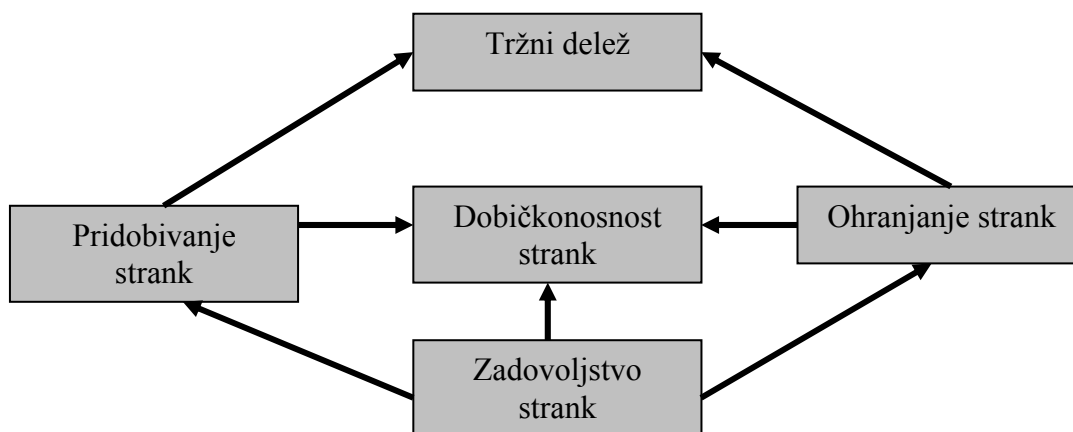 Tržni delež
Pridobivanje
strank
Dobičkonosnost
strank
Ohranjanje strank
Zadovoljstvo
strank